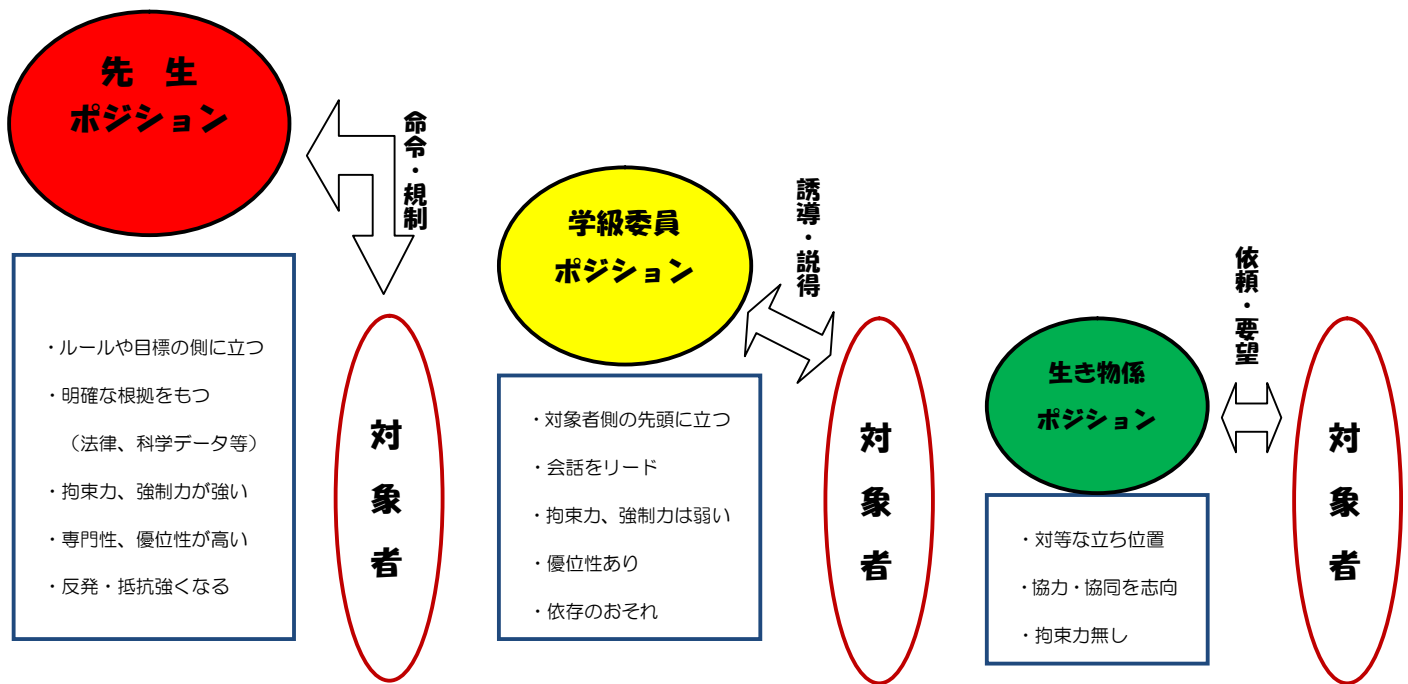 先　生
ポジション
命令・規制
・ルールや目標の側に立つ
・明確な根拠をもつ
（法律、科学データ等）
・拘束力、強制力が強い
・専門性、優位性が高い
・反発・抵抗強くなる
対象者
学級委員
ポジション
誘導・説得
・対象者側の先頭に立つ
・会話をリード
・拘束力、強制力は弱い
・優位性あり
・依存のおそれ
対象者
生き物係
ポジション
依頼・要望
・対等な立ち位置
・協力・協同を志向
・拘束力無し
対象者